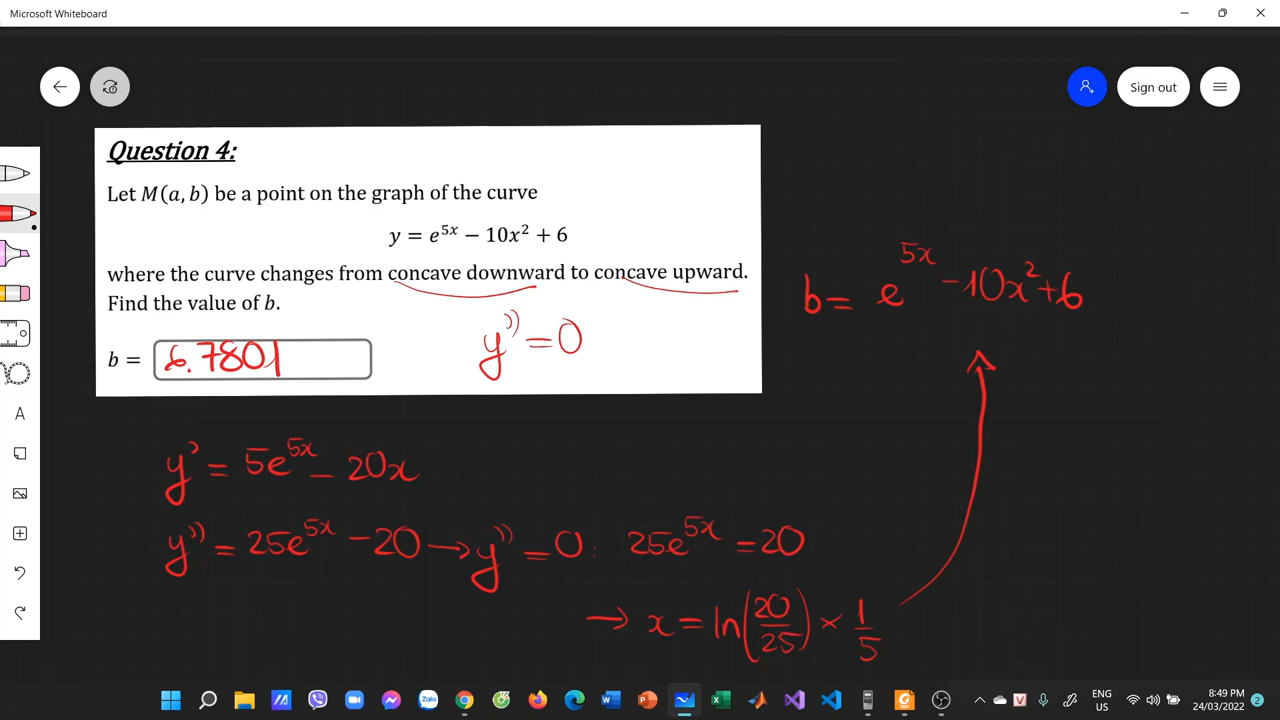 Microsoft Whiteboard
Sign out
Question 4:
Let M(a, b) be a point on the graph of the curve
y = e^{5x} − 10x² + 6
where the curve changes from concave downward to concave upward.
Find the value of b.
b = 6.7801
y'' = 0
b = e^{5x} − 10x² + 6
y' = 5e^{5x} − 20x
y'' = 25e^{5x} − 20 → y'' = 0 : 25e^{5x} = 20
→ x = ln(20/25) × 1/5
A
Zalo
V
ENG
US
8:49 PM
24/03/2022
2